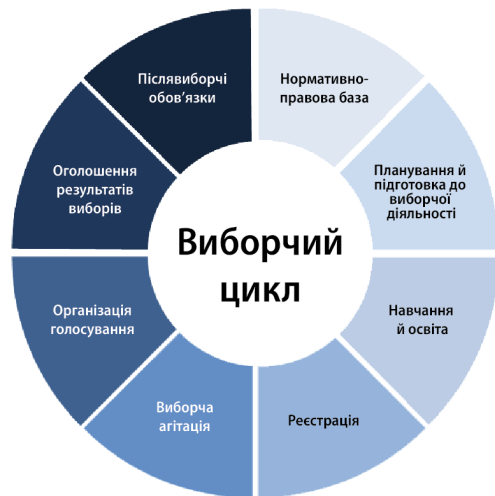 Виборчий
цикл
Нормативно-
правова база
Планування й
підготовка до
виборчої
діяльності
Навчання
й освіта
Реєстрація
Виборча
агітація
Організація
голосування
Оголошення
результатів
виборів
Післявиборчі
обов’язки